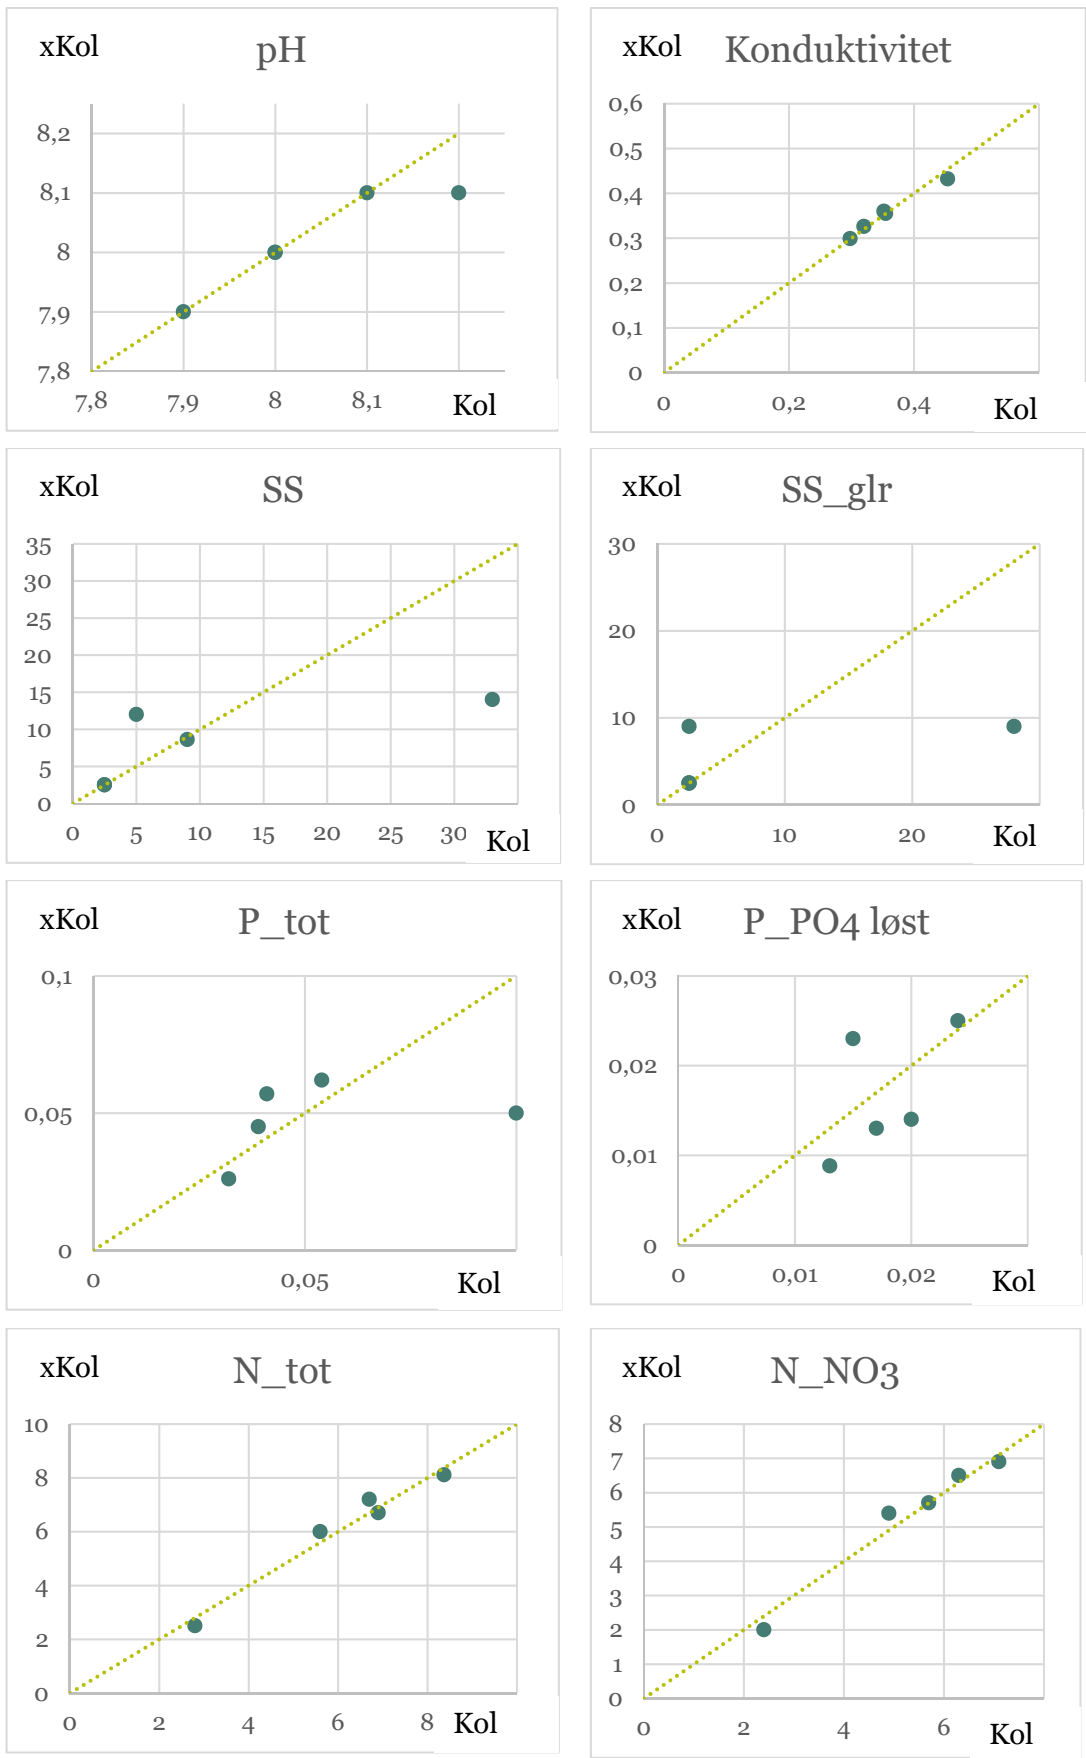 xKol pH
8,2
8,1
8
7,9
7,8
7,8 7,9 8 8,1 Kol
xKol Konduktivitet
0,6
0,5
0,4
0,3
0,2
0,1
0
0 0,2 0,4 Kol
xKol SS
35
30
25
20
15
10
5
0
0 5 10 15 20 25 30 Kol
xKol SS_glr
30
20
10
0
0 10 20 Kol
xKol P_tot
0,1
0,05
0
0 0,05 Kol
xKol P_PO4 løst
0,03
0,02
0,01
0
0 0,01 0,02 Kol
xKol N_tot
10
8
6
4
2
0
0 2 4 6 8 Kol
xKol N_NO3
8
7
6
5
4
3
2
1
0
0 2 4 6 Kol